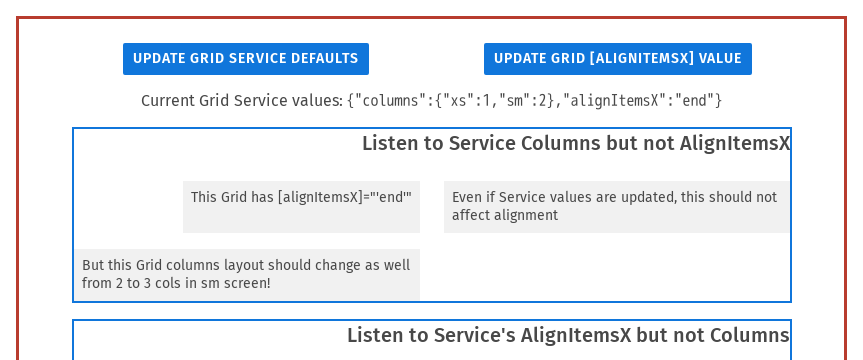 UPDATE GRID SERVICE DEFAULTS
UPDATE GRID [ALIGNITEMSX] VALUE
Current Grid Service values: {"columns":{"xs":1,"sm":2},"alignItemsX":"end"}
Listen to Service Columns but not AlignItemsX
This Grid has [alignItemsX]="'end'"
Even if Service values are updated, this should not
affect alignment
But this Grid columns layout should change as well
from 2 to 3 cols in sm screen!
Listen to Service's AlignItemsX but not Columns